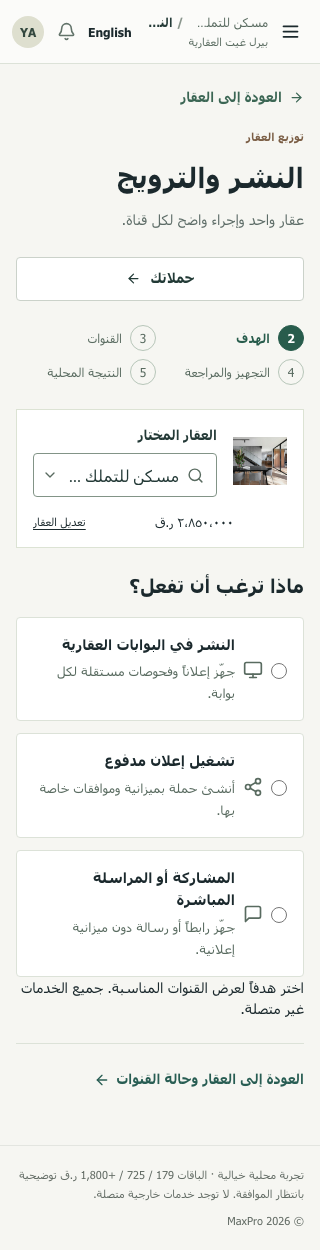 مسكن للتملـ... / النـ...
بيرل غيت العقارية
English
YA
العودة إلى العقار
توزيع العقار
النشر والترويج
عقار واحد وإجراء واضح لكل قناة.
حملاتك
2 الهدف
3 القنوات
4 التجهيز والمراجعة
5 النتيجة المحلية
العقار المختار
مسكن للتملك ...
٢٬٨٥٠٬٠٠٠ ر.ق
تعديل العقار
ماذا ترغب أن تفعل؟
النشر في البوابات العقارية
جهّز إعلاناً وفحوصات مستقلة لكل
بوابة.
تشغيل إعلان مدفوع
أنشئ حملة بميزانية وموافقات خاصة
بها.
المشاركة أو المراسلة
المباشرة
جهّز رابطاً أو رسالة دون ميزانية
إعلانية.
اختر هدفاً لعرض القنوات المناسبة. جميع الخدمات
غير متصلة.
العودة إلى العقار وحالة القنوات
تجربة محلية خيالية · الباقات 179 / 725 / +1,800 ر.ق توضيحية
بانتظار الموافقة. لا توجد خدمات خارجية متصلة.
© 2026 MaxPro